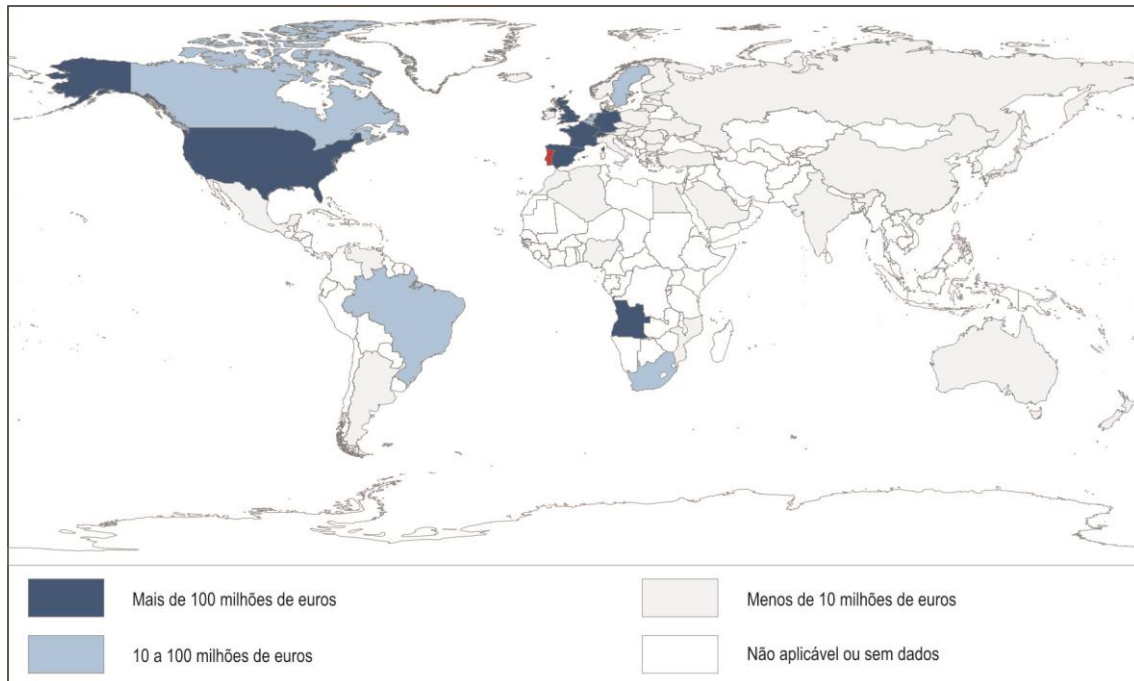 Mais de 100 milhões de euros
10 a 100 milhões de euros
Menos de 10 milhões de euros
Não aplicável ou sem dados